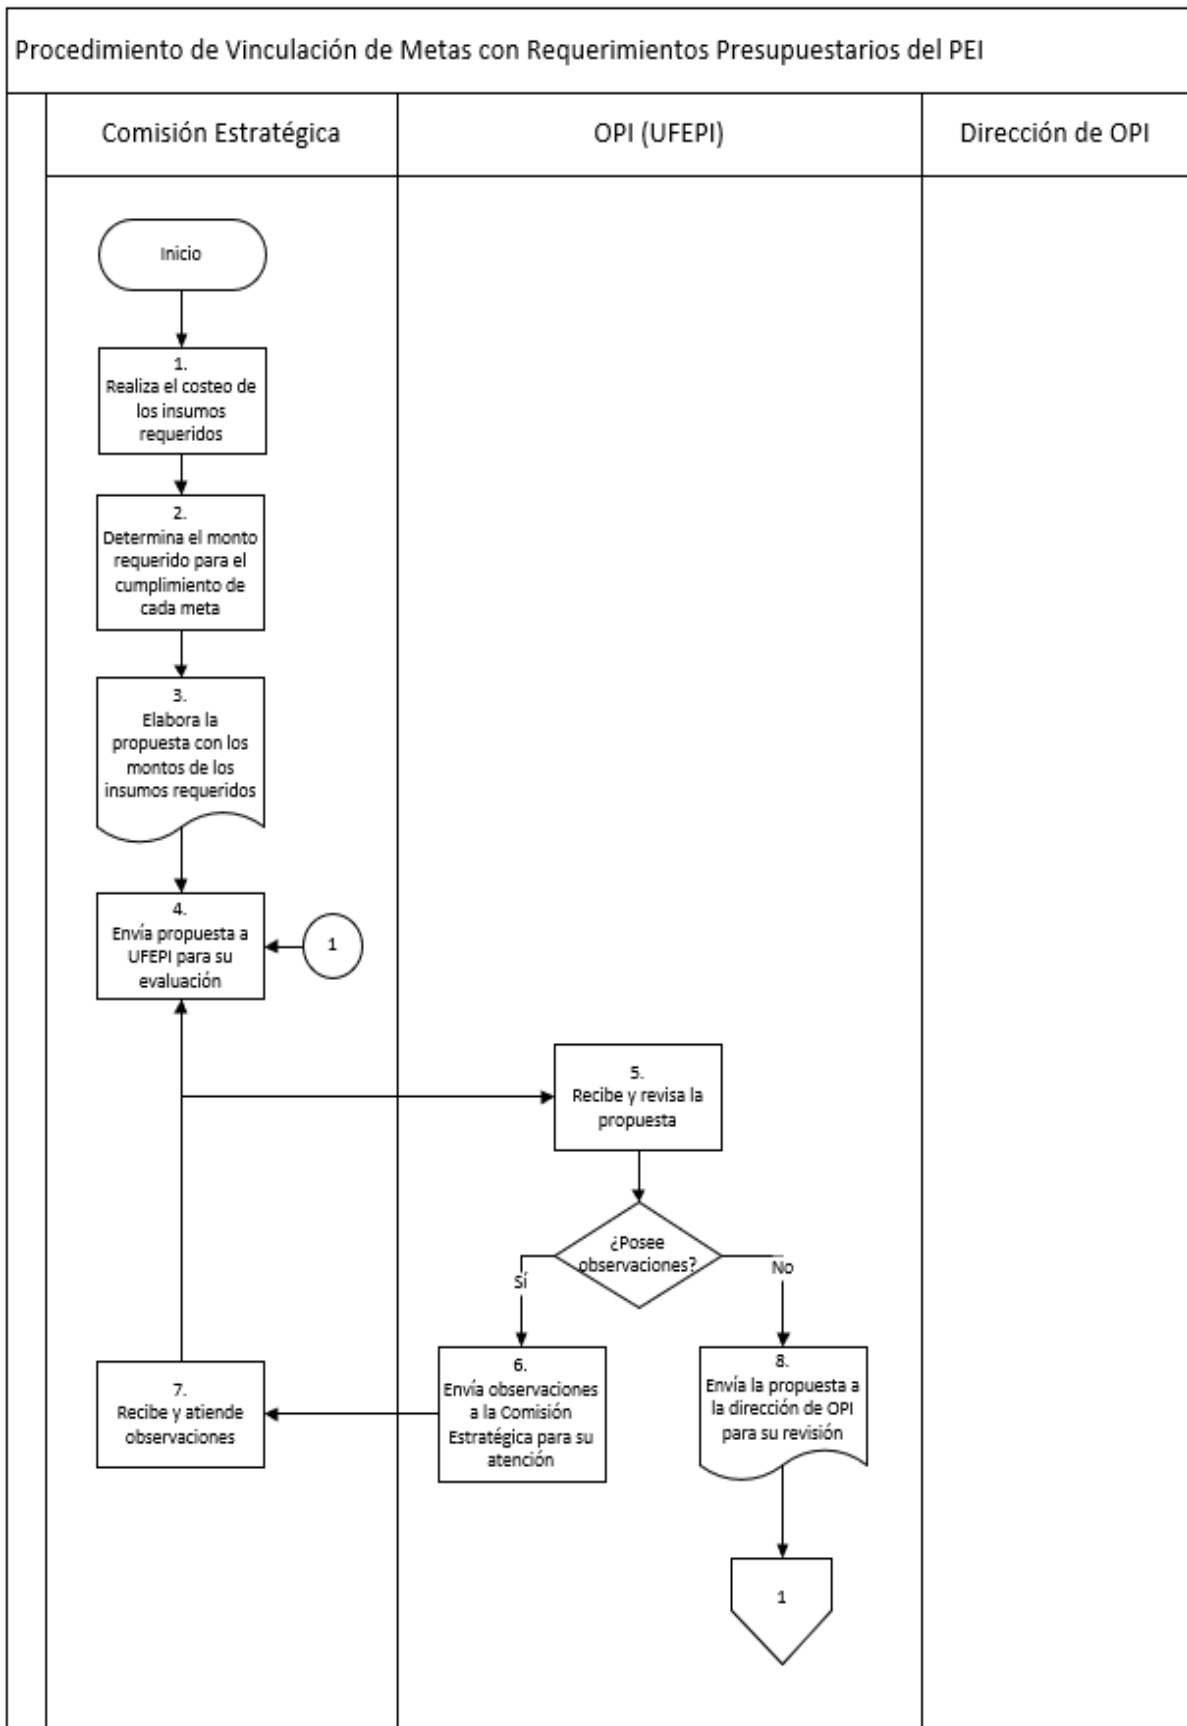 Procedimiento de Vinculación de Metas con Requerimientos Presupuestarios del PEI
Comisión Estratégica
OPI (UFEPI)
Dirección de OPI
Inicio
1.
Realiza el costeo de
los insumos
requeridos
2.
Determina el monto
requerido para el
cumplimiento de
cada meta
3.
Elabora la
propuesta con los
montos de los
insumos requeridos
4.
Envía propuesta a
UFEPI para su
evaluación
1
5.
Recibe y revisa la
propuesta
¿Posee
observaciones?
Sí
No
6.
Envía observaciones
a la Comisión
Estratégica para su
atención
7.
Recibe y atiende
observaciones
8.
Envía la propuesta a
la dirección de OPI
para su revisión
1